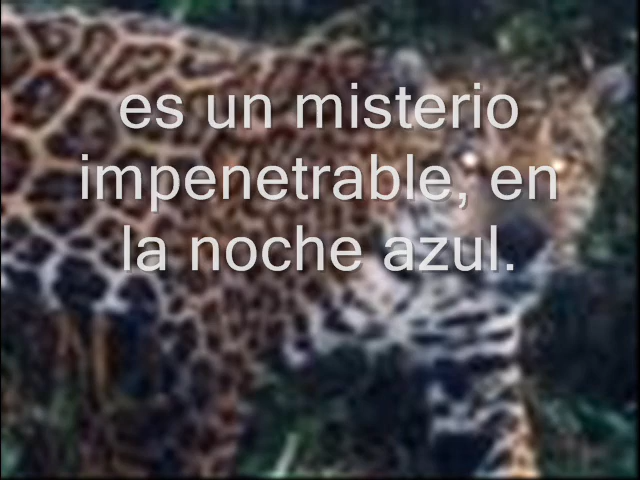 es un misterio
impenetrable, en
la noche azul.